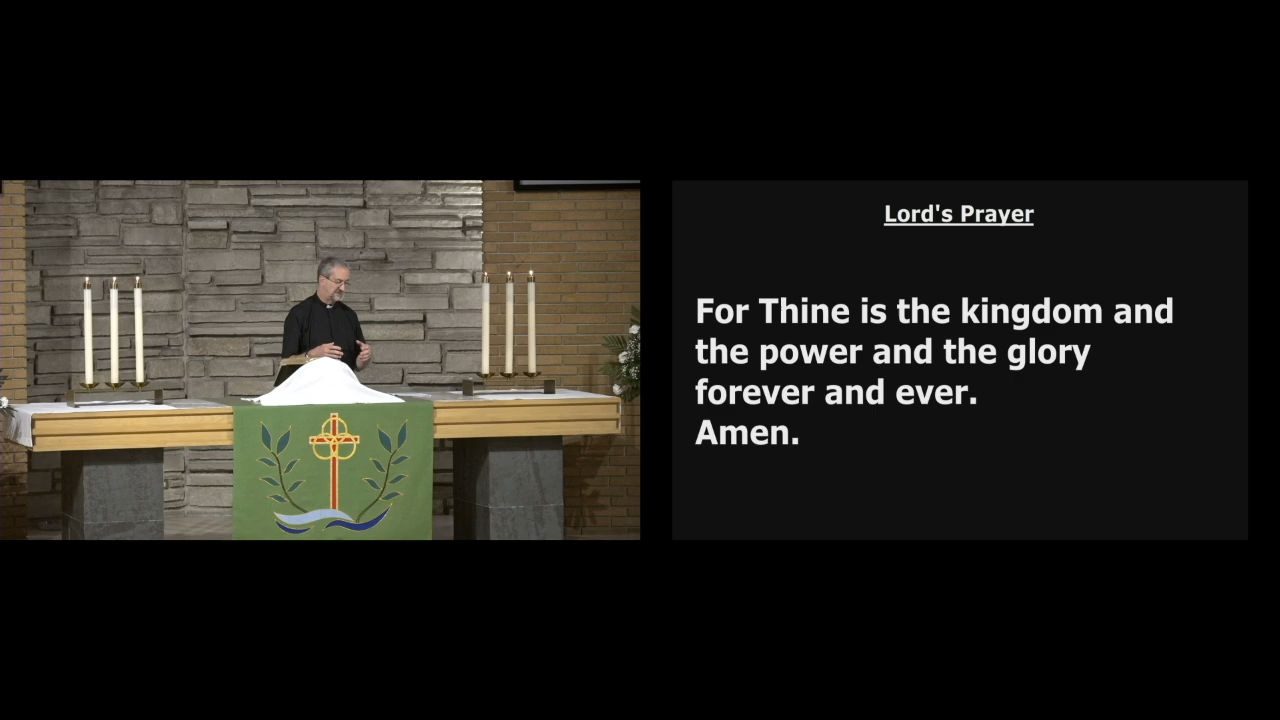 Lord's Prayer
For Thine is the kingdom and
the power and the glory
forever and ever.
Amen.